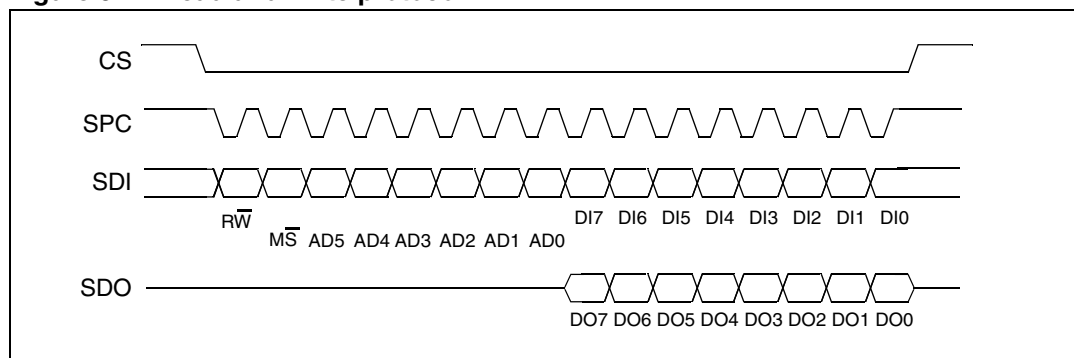 CS
SPC
SDI
RW̅ DI7 DI6 DI5 DI4 DI3 DI2 DI1 DI0
MS̅ AD5 AD4 AD3 AD2 AD1 AD0
SDO
DO7 DO6 DO5 DO4 DO3 DO2 DO1 DO0